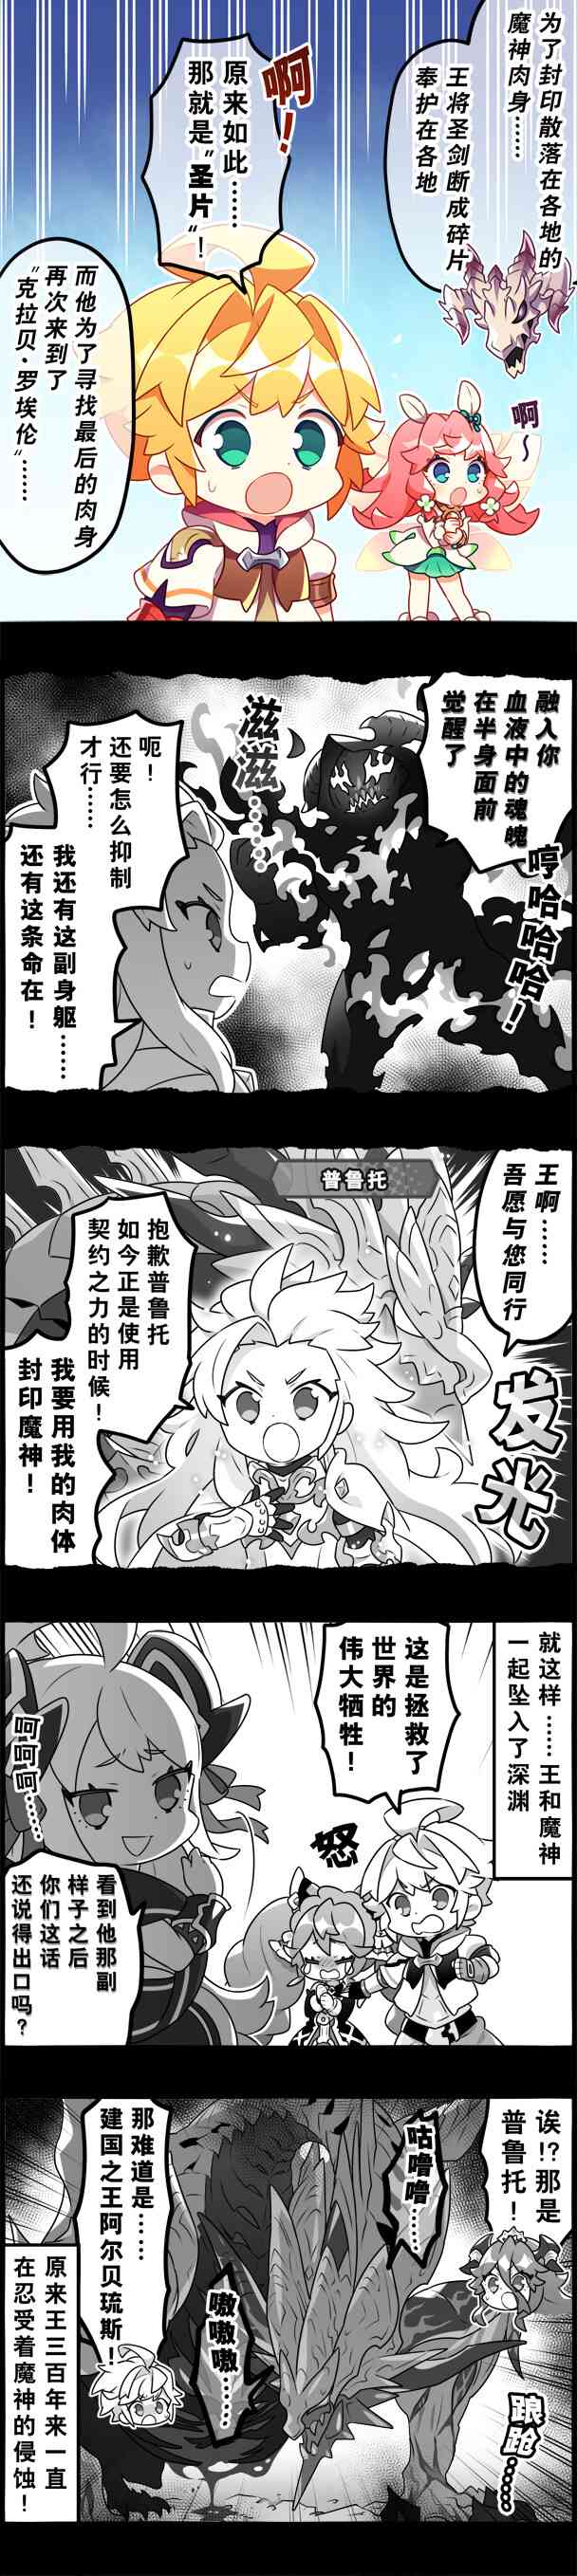 为了封印散落在各地的
魔神肉身……
王将圣剑断成碎片
奉护在各地
啊！
原来如此……
那就是“圣片”！
啊～
而他为了寻找最后的肉身
再次来到了
“克拉贝·罗埃伦”……
融入你
血液中的魂魄
在半身面前
觉醒了
哼哈哈哈！
滋滋……
呃！
还要怎么抑制
才行……
我还有这副身躯……
还有这条命在！
王啊……
吾愿与您同行
普鲁托
发光
抱歉普鲁托
如今正是使用
契约之力的时候！
我要用我的肉体
封印魔神！
就这样……王和魔神
一起坠入了深渊
这是拯救了
世界的
伟大牺牲！
怒
呵呵呵……
看到他那副
样子之后
你们这话
还说得出口吗？
诶!?那是
普鲁托！
咕噜噜……
踉跄……
嗷嗷嗷……
那难道是……
建国之王阿尔贝琉斯！
原来王三百年来一直
在忍受着魔神的侵蚀！